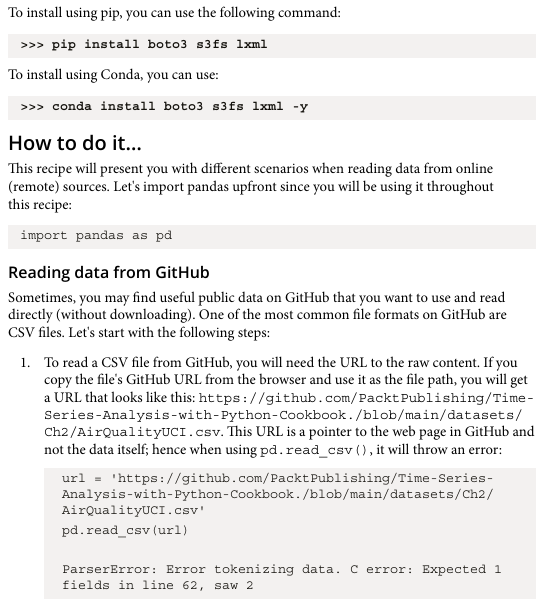 To install using pip, you can use the following command:
>>> pip install boto3 s3fs lxml
To install using Conda, you can use:
>>> conda install boto3 s3fs lxml -y
How to do it...
This recipe will present you with different scenarios when reading data from online
(remote) sources. Let's import pandas upfront since you will be using it throughout
this recipe:
import pandas as pd
Reading data from GitHub
Sometimes, you may find useful public data on GitHub that you want to use and read
directly (without downloading). One of the most common file formats on GitHub are
CSV files. Let's start with the following steps:
1. To read a CSV file from GitHub, you will need the URL to the raw content. If you
copy the file's GitHub URL from the browser and use it as the file path, you will get
a URL that looks like this: https://github.com/PacktPublishing/Time-
Series-Analysis-with-Python-Cookbook./blob/main/datasets/
Ch2/AirQualityUCI.csv. This URL is a pointer to the web page in GitHub and
not the data itself; hence when using pd.read_csv(), it will throw an error:
url = 'https://github.com/PacktPublishing/Time-Series-
Analysis-with-Python-Cookbook./blob/main/datasets/Ch2/
AirQualityUCI.csv'
pd.read_csv(url)
ParserError: Error tokenizing data. C error: Expected 1
fields in line 62, saw 2